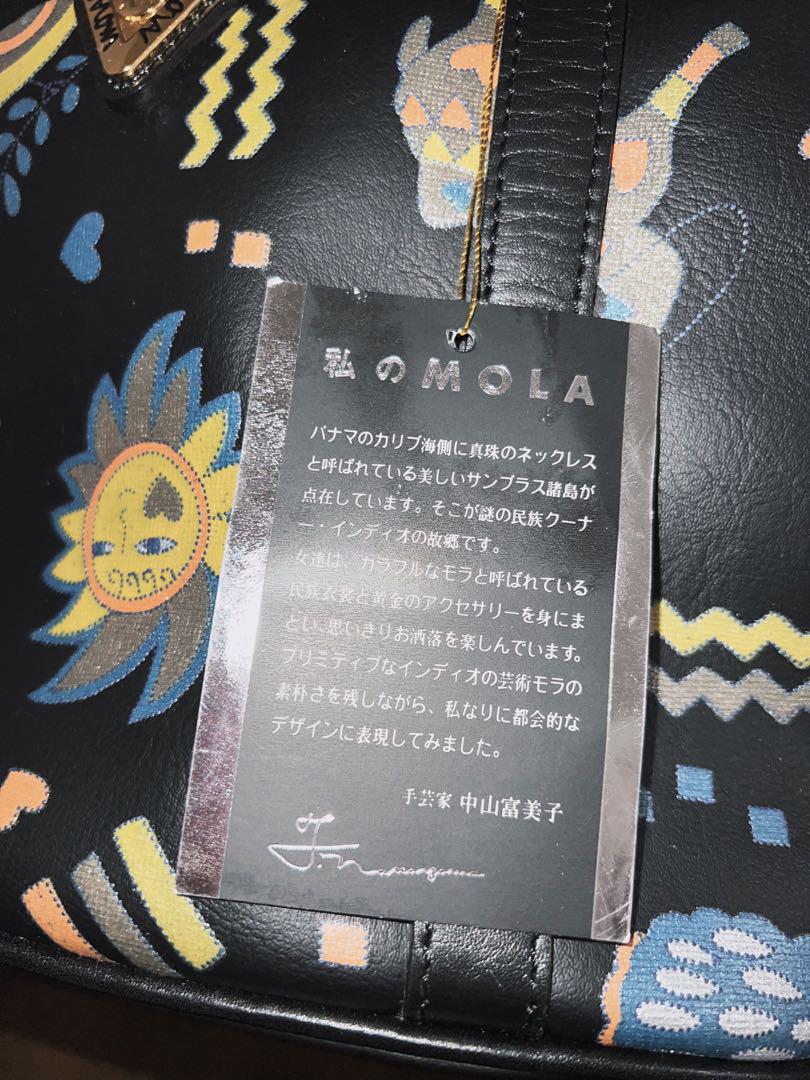 私のMOLA
パナマのカリブ海側に真珠のネックレス
と呼ばれている美しいサンブラス諸島が
点在しています。そこが謎の民族クーナ
ー・インディオの故郷です。
女達は、カラフルなモラと呼ばれている
民族衣裳と黄金のアクセサリーを身にま
とい、思いきりお洒落を楽しんでいます。
プリミティブなインディオの芸術モラの
素朴さを残しながら、私なりに都会的な
デザインに表現してみました。
手芸家 中山富美子